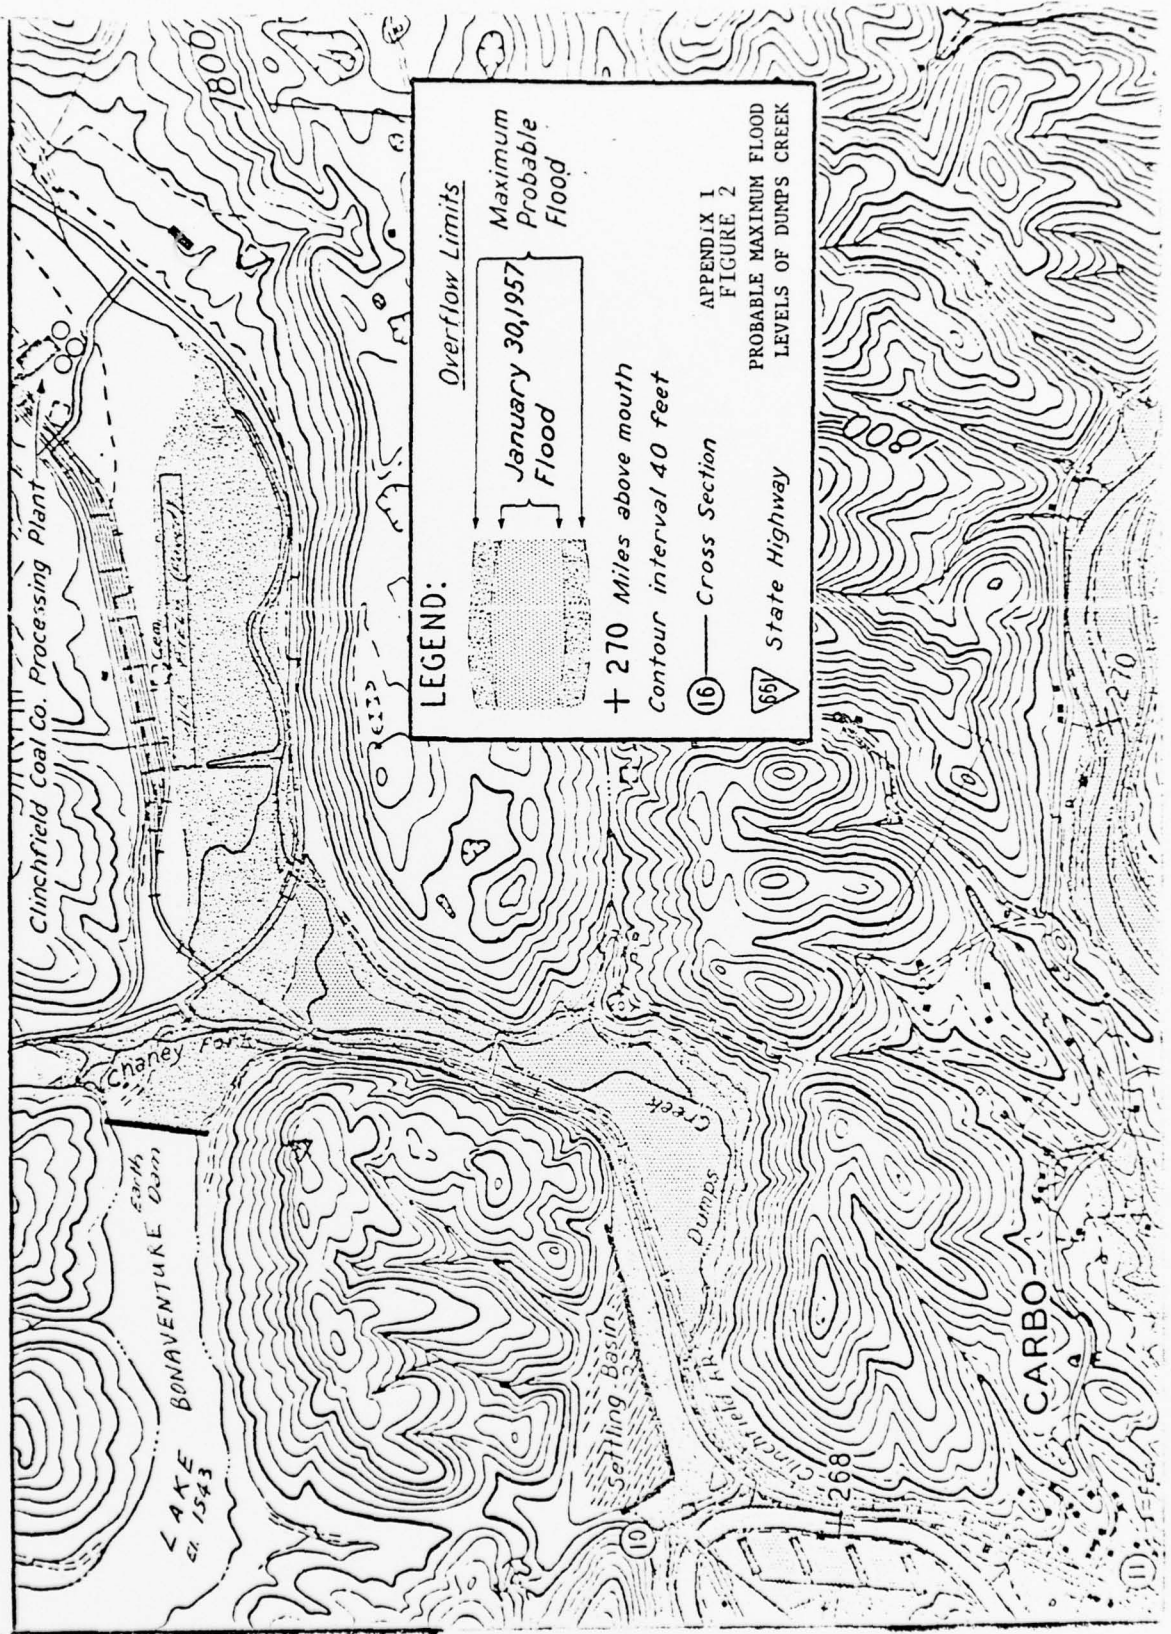 LEGEND:
Overflow Limits
January 30, 1957
Flood
Maximum
Probable
Flood
+ 270 Miles above mouth
Contour interval 40 feet
16 Cross Section
661 State Highway
APPENDIX 1
FIGURE 2
PROBABLE MAXIMUM FLOOD
LEVELS OF DUMPS CREEK
Clinchfield Coal Co. Processing Plant
1800
Chaney Fork
Earth
Dam
LAKE BONAVENTURE
El. 1543
Settling Basin
Dumps Creek
Clinchfield RR
1800
270
268
CARBO
10
11